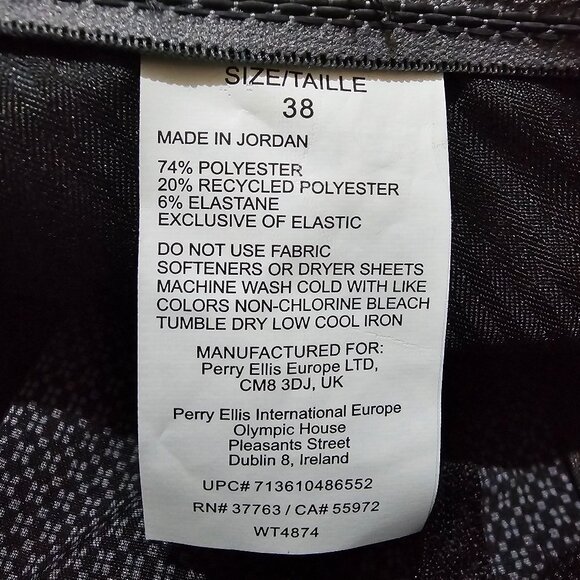 SIZE/TAILLE
38
MADE IN JORDAN
74% POLYESTER
20% RECYCLED POLYESTER
6% ELASTANE
EXCLUSIVE OF ELASTIC
DO NOT USE FABRIC
SOFTENERS OR DRYER SHEETS
MACHINE WASH COLD WITH LIKE
COLORS NON-CHLORINE BLEACH
TUMBLE DRY LOW COOL IRON
MANUFACTURED FOR:
Perry Ellis Europe LTD,
CM8 3DJ, UK
Perry Ellis International Europe
Olympic House
Pleasants Street
Dublin 8, Ireland
UPC# 713610486552
RN# 37763 / CA# 55972
WT4874